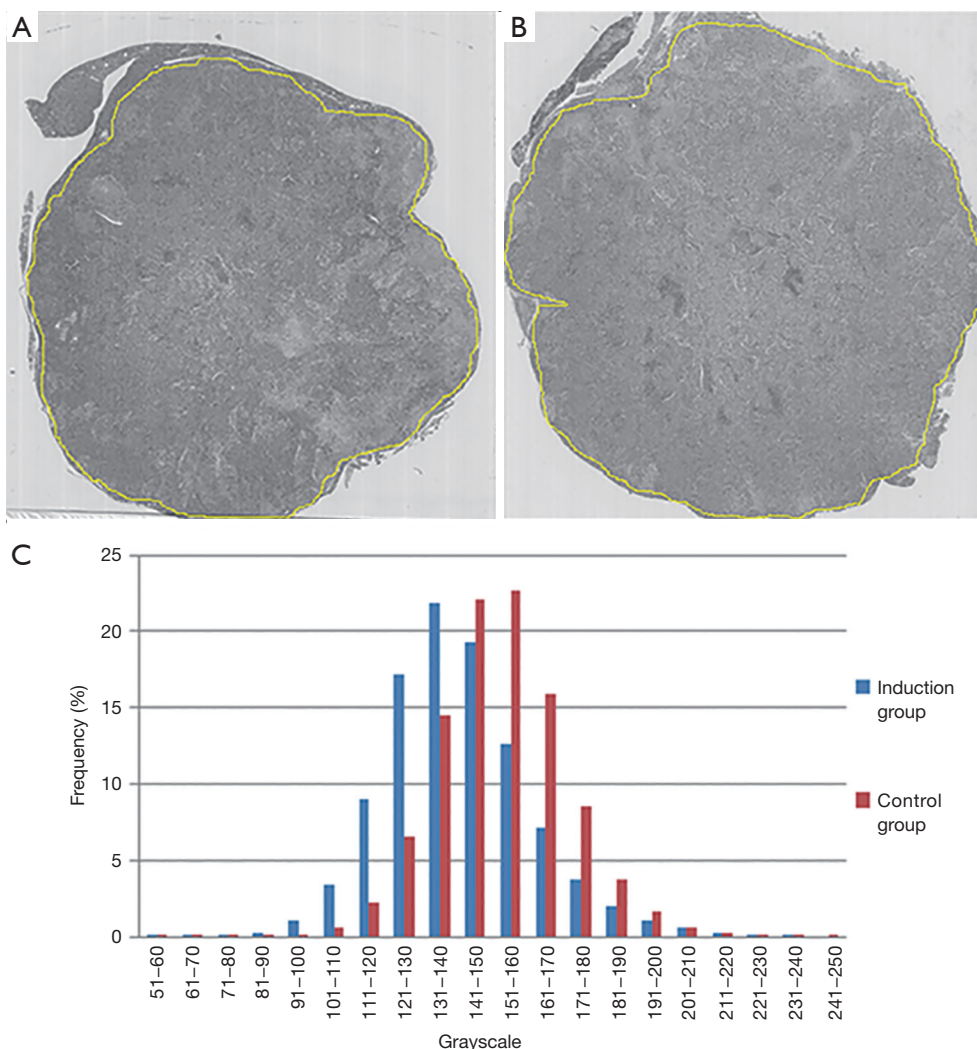 A
B
C
25
20
15
10
5
0
Frequency (%)
51–60
61–70
71–80
81–90
91–100
101–110
111–120
121–130
131–140
141–150
151–160
161–170
171–180
181–190
191–200
201–210
211–220
221–230
231–240
241–250
Grayscale
Induction
group
Control
group